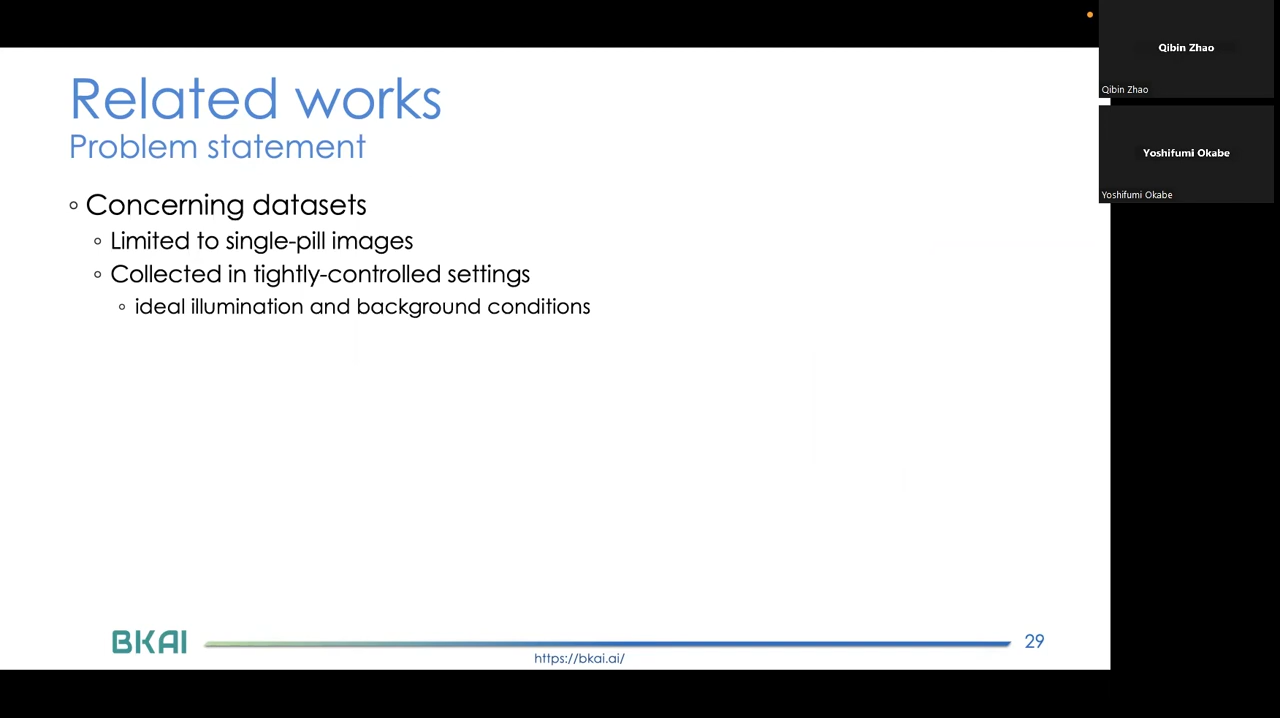 Related works
Problem statement
Concerning datasets
Limited to single-pill images
Collected in tightly-controlled settings
ideal illumination and background conditions
BKAI
29
https://bkai.ai/
Qibin Zhao
Qibin Zhao
Yoshifumi Okabe
Yoshifumi Okabe